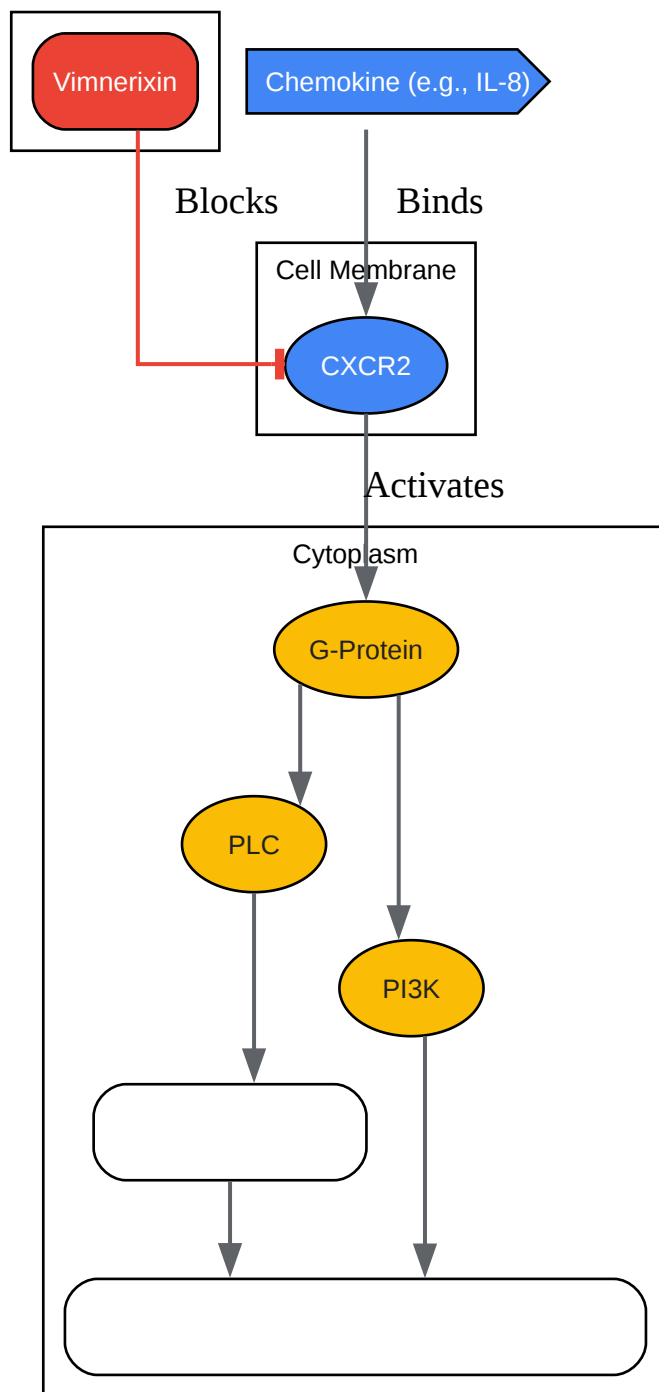 Vimnerixin
Chemokine (e.g., IL-8)
Blocks
Binds
Cell Membrane
CXCR2
Activates
Cytoplasm
G-Protein
PLC
PI3K